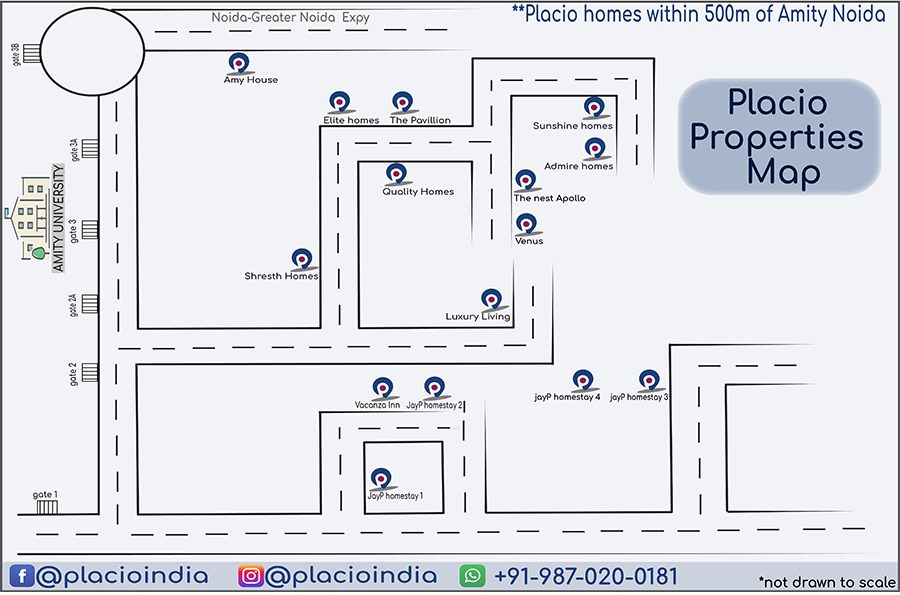 Noida-Greater Noida Expy
**Placio homes within 500m of Amity Noida
gate 3B
Amy House
Placio
Properties
Map
Elite homes
The Pavillion
Sunshine homes
gate 3A
Admire homes
Quality Homes
The nest Apollo
AMITY UNIVERSITY
gate 3
Venus
Shresth Homes
gate 2A
Luxury Living
gate 2
Vacanza Inn
JayP homestay 2
jayP homestay 4
jayP homestay 3
JayP homestay 1
gate 1
@placioindia
@placioindia
+91-987-020-0181
*not drawn to scale